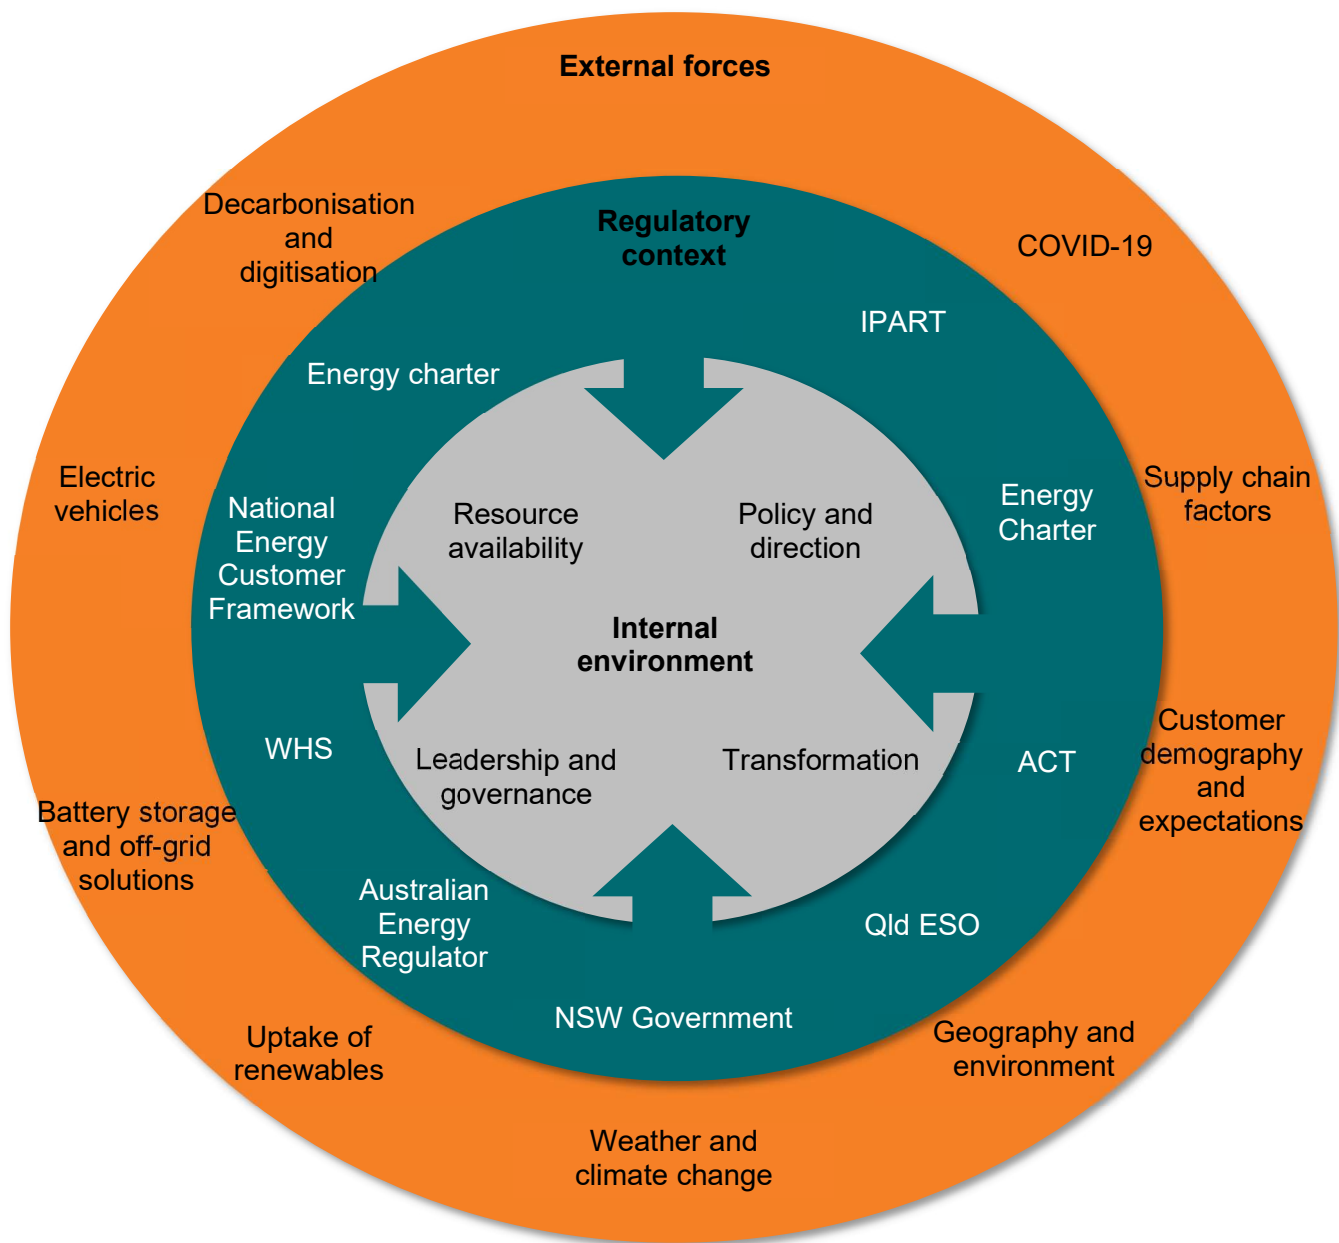 External forces
Decarbonisation
and
digitisation
COVID-19
Electric
vehicles
Supply chain
factors
Battery storage
and off-grid
solutions
Customer
demography
and
expectations
Uptake of
renewables
Geography and
environment
Weather and
climate change
Regulatory
context
IPART
Energy charter
Energy
Charter
National
Energy
Customer
Framework
WHS
ACT
Australian
Energy
Regulator
Qld ESO
NSW Government
Resource
availability
Policy and
direction
Internal
environment
Leadership and
governance
Transformation